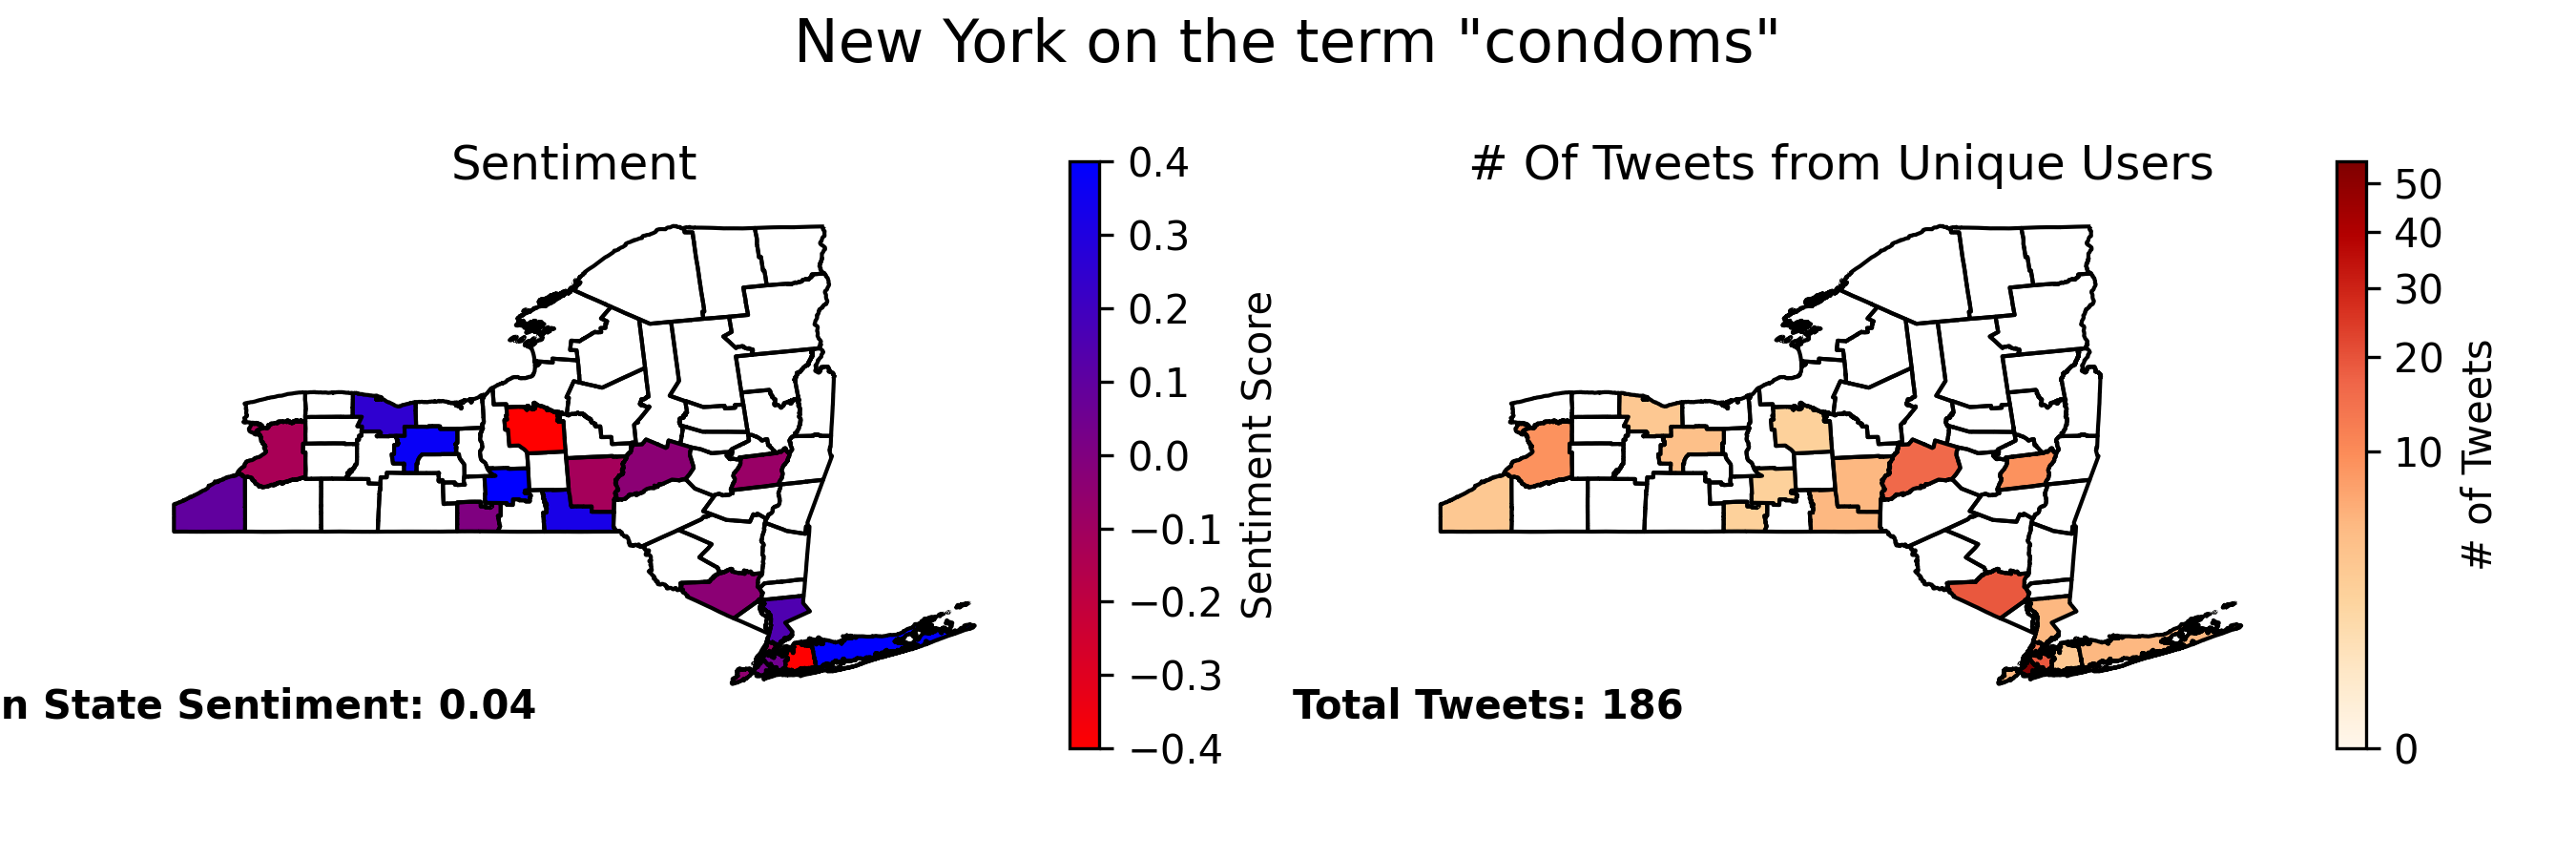 New York on the term "condoms"
Sentiment
0.4
0.3
0.2
0.1
0.0
−0.1
−0.2
−0.3
−0.4
Sentiment Score
n State Sentiment: 0.04
# Of Tweets from Unique Users
50
40
30
20
10
0
# of Tweets
Total Tweets: 186